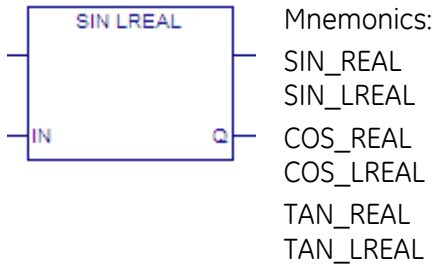 SIN LREAL
IN Q
Mnemonics:
SIN_REAL
SIN_LREAL
COS_REAL
COS_LREAL
TAN_REAL
TAN_LREAL